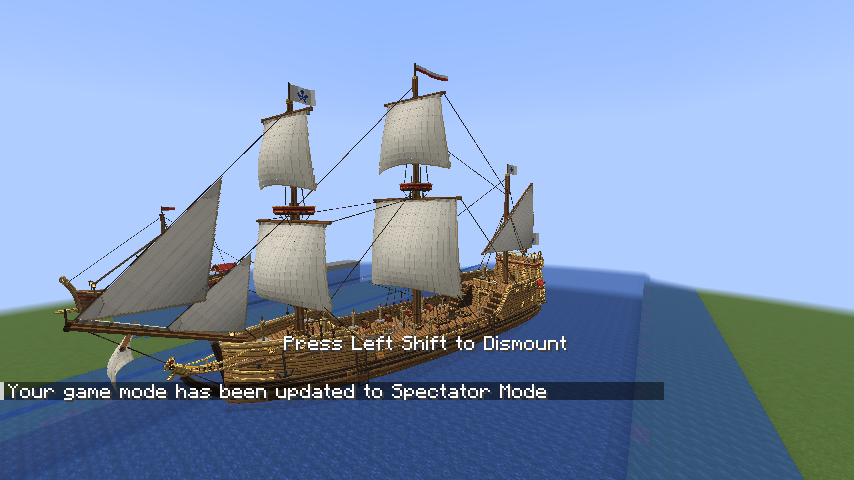 Press Left Shift to Dismount
Your game mode has been updated to Spectator Mode